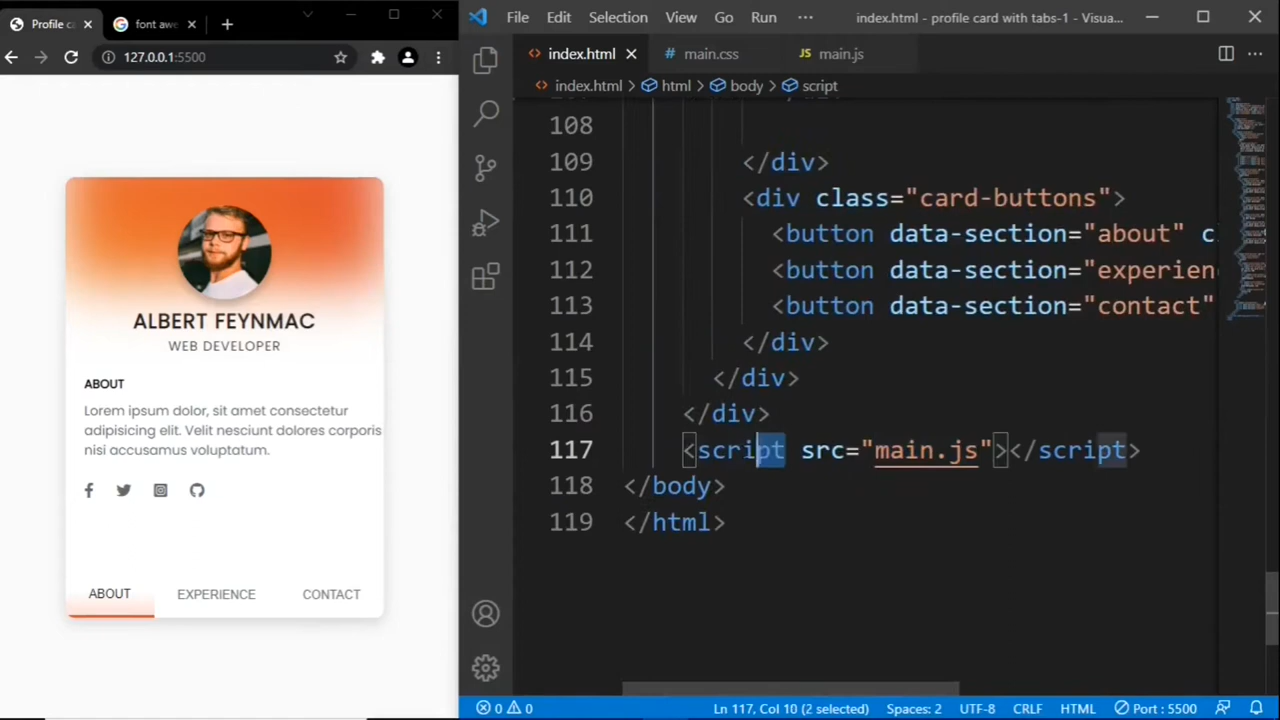 Profile ca
font awe
127.0.0.1:5500
ALBERT FEYNMAC
WEB DEVELOPER
ABOUT
Lorem ipsum dolor, sit amet consectetur
adipisicing elit. Velit nesciunt dolores corporis
nisi accusamus voluptatum.
ABOUT EXPERIENCE CONTACT
File Edit Selection View Go Run ··· index.html - profile card with tabs-1 - Visua...
index.html main.css JS main.js
index.html > html > body > script
108
109 </div>
110 <div class="card-buttons">
111 <button data-section="about" c
112 <button data-section="experien
113 <button data-section="contact"
114 </div>
115 </div>
116 </div>
117 <script src="main.js"></script>
118 </body>
119 </html>
0 0 Ln 117, Col 10 (2 selected) Spaces: 2 UTF-8 CRLF HTML Port : 5500